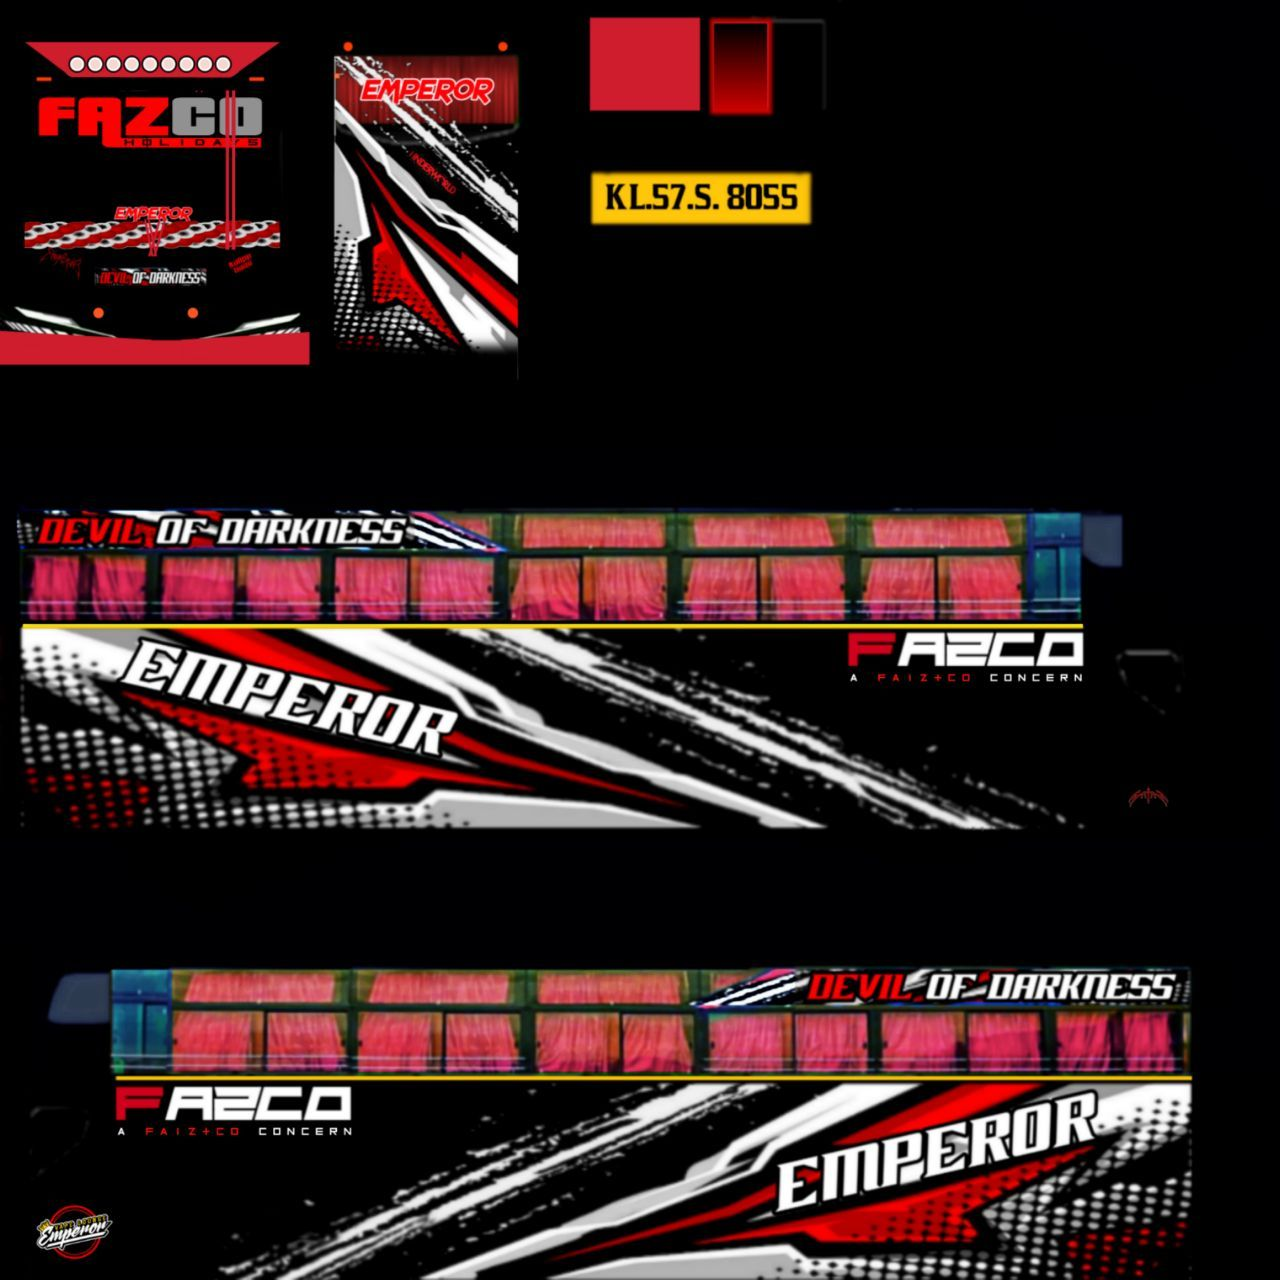 FAZCO
HOLIDAYS
EMPEROR
DEVIL OF DARKNESS
EMPEROR
UNDERWORLD
KL.57.S. 8055
DEVIL OF DARKNESS
FAZCO
A FAIZ+CO CONCERN
EMPEROR
DEVIL OF DARKNESS
FAZCO
A FAIZ+CO CONCERN
EMPEROR
Emperor